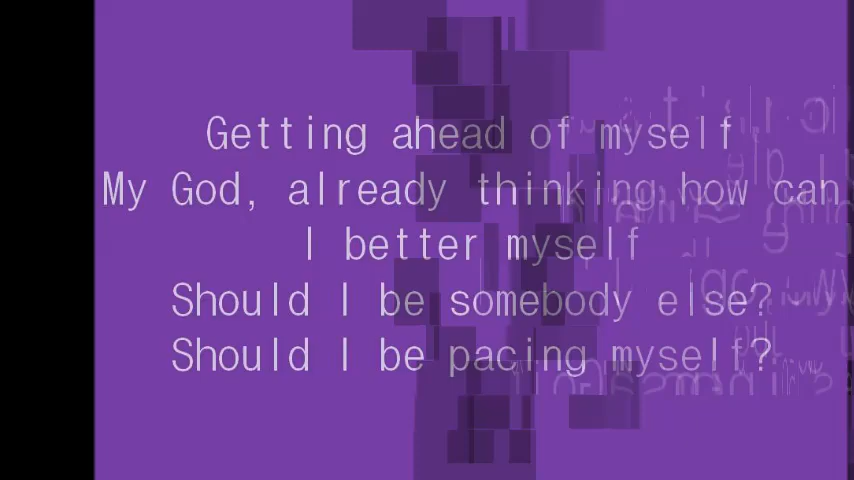 Getting ahead of myself
My God, already thinking how can
I better myself
Should I be somebody else?
Should I be pacing myself?